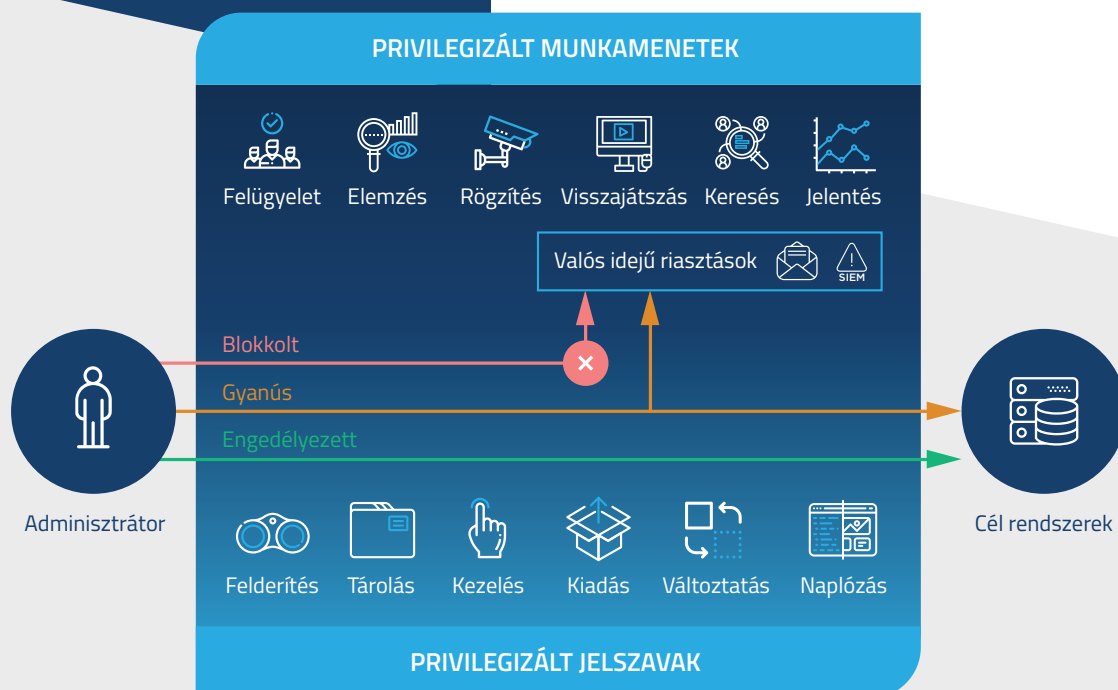 PRIVILEGIZÁLT MUNKAMENETEK
Felügyelet Elemzés Rögzítés Visszajátszás Keresés Jelentés
Valós idejű riasztások
SIEM
Blokkolt
Gyanús
Engedélyezett
Adminisztrátor
Cél rendszerek
Felderítés Tárolás Kezelés Kiadás Változtatás Naplózás
PRIVILEGIZÁLT JELSZAVAK